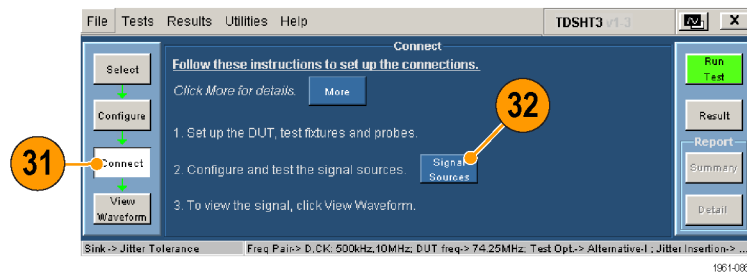 File Tests Results Utilities Help TDSHT3 v1-3 X
Connect
Select
Configure
Connect
View
Waveform
Follow these instructions to set up the connections.
Click More for details. More
1. Set up the DUT, test fixtures and probes.
2. Configure and test the signal sources. Signal
Sources
3. To view the signal, click View Waveform.
31
32
Run
Test
Result
Report
Summary
Detail
Sink-> Jitter Tolerance Freq Pair-> D.CK: 500kHz,10MHz; DUT freq-> 74.25MHz; Test Opt.-> Alternative-I ; Jitter Insertion-> ...
1961-086